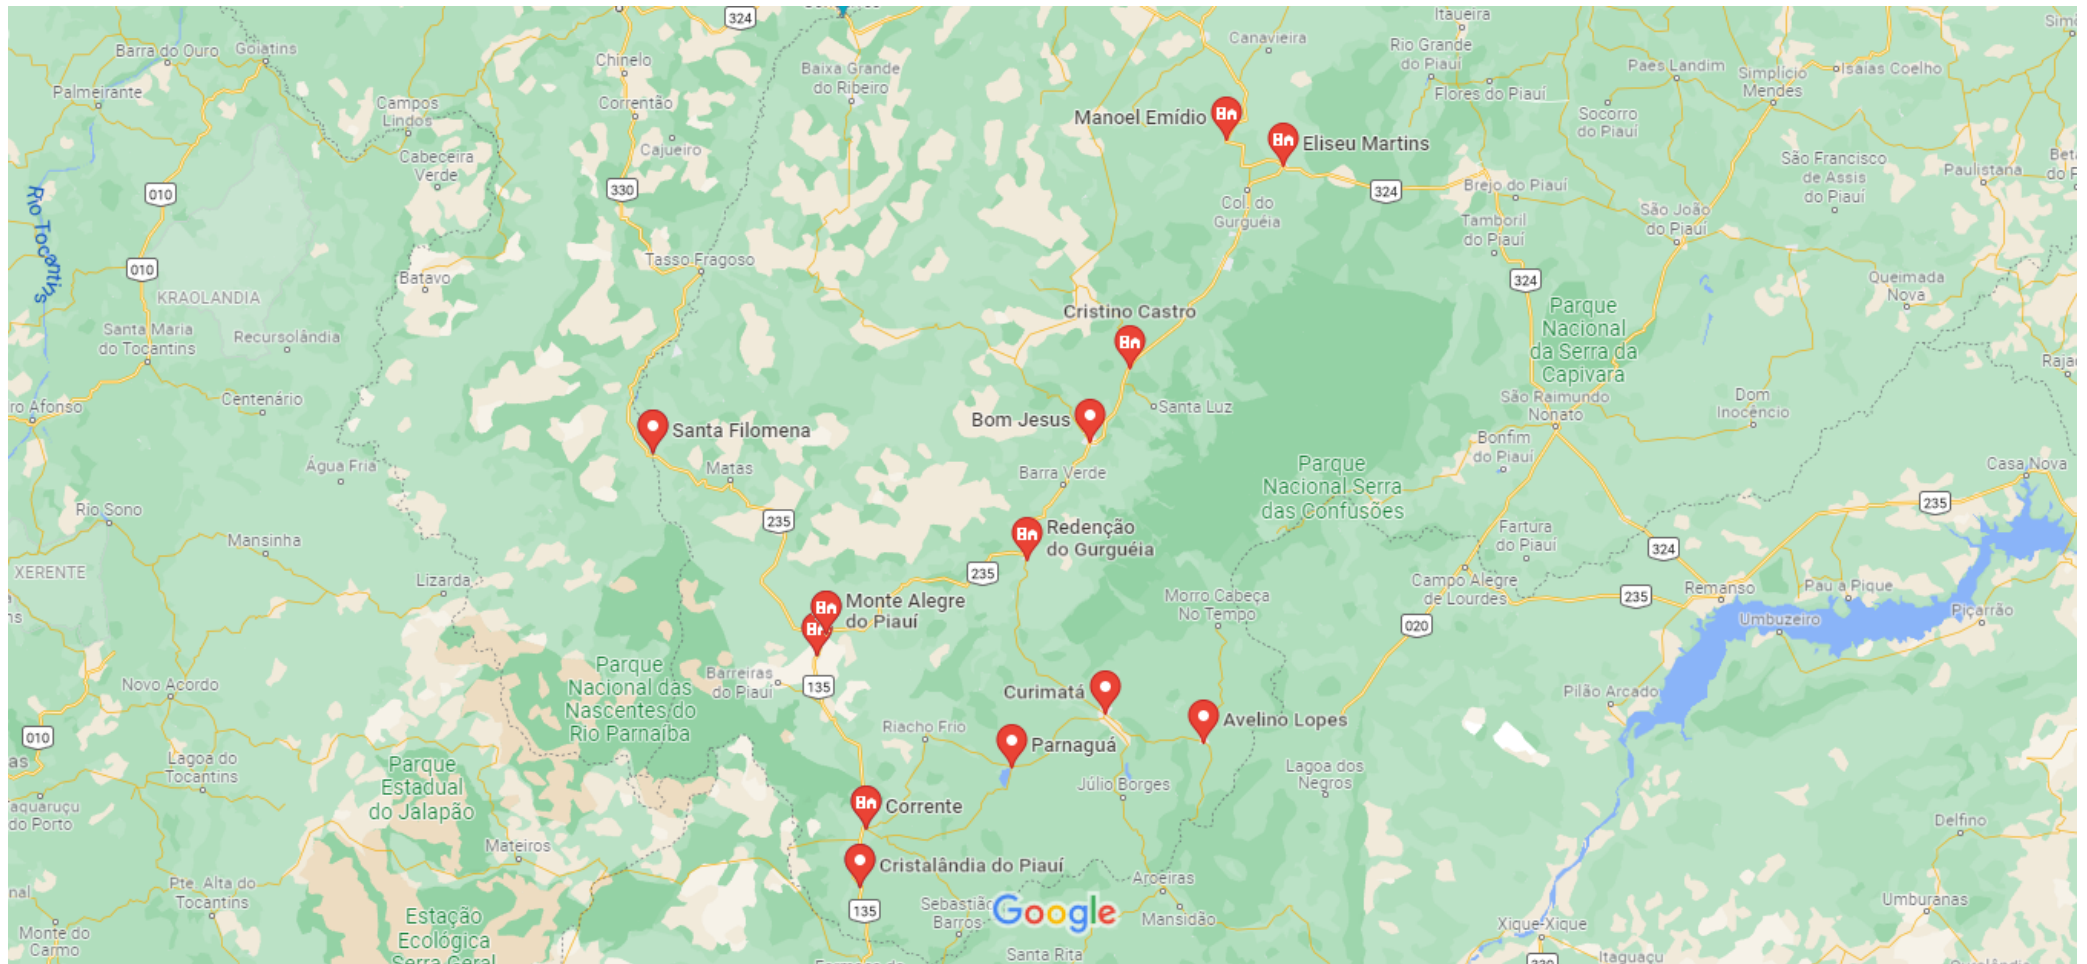 324
Itaueira
Barra do Ouro
Goiatins
Canavieira
Chinelo
Rio Grande
do Piauí
Baixa Grande
do Ribeiro
Paes Landim
Simplício
Mendes
Isaías Coelho
Palmeirante
Campos
Lindos
Correntão
Flores do Piauí
Socorro
do Piauí
Manoel Emídio
Eliseu Martins
Cajueiro
Cabeceira
Verde
São Francisco
de Assis
do Piauí
Paulistana
010
330
324
Brejo do Piauí
Rio Tocantins
Col. do
Gurguéia
Tamboril
do Piauí
São João
do Piauí
Tasso Fragoso
010
Batavo
324
Queimada
Nova
KRAOLANDIA
Parque
Nacional
da Serra da
Capivara
Cristino Castro
Santa Maria
do Tocantins
Recursolândia
Centenário
São Raimundo
Nonato
Dom
Inocêncio
Santa Luz
Bom Jesus
Santa Filomena
Bonfim
do Piauí
Água Fria
Matas
Barra Verde
Parque
Nacional Serra
das Confusões
Casa Nova
235
Rio Sono
235
Redenção
do Gurguéia
Fartura
do Piauí
Mansinha
324
XERENTE
Lizarda
235
Campo Alegre
de Lourdes
235
Remanso
Pau a Pique
Morro Cabeça
No Tempo
Monte Alegre
do Piauí
Piçarrão
020
Umbuzeiro
Parque
Nacional das
Nascentes do
Rio Parnaíba
Barreiras
do Piauí
135
Novo Acordo
Curimatá
Pilão Arcado
Avelino Lopes
010
Riacho Frio
Parnaguá
Lagoa do
Tocantins
Parque
Estadual
do Jalapão
Júlio Borges
Lagoa dos
Negros
Corrente
aquaruçu
do Porto
Delfino
Mateiros
Cristalândia do Piauí
Pte. Alta do
Tocantins
Aroeiras
135
Sebastião
Barros
Google
Mansidão
Umburanas
Estação
Ecológica
Serra Geral
Monte do
Carmo
Xique-Xique
Santa Rita
Itaguaçu
330